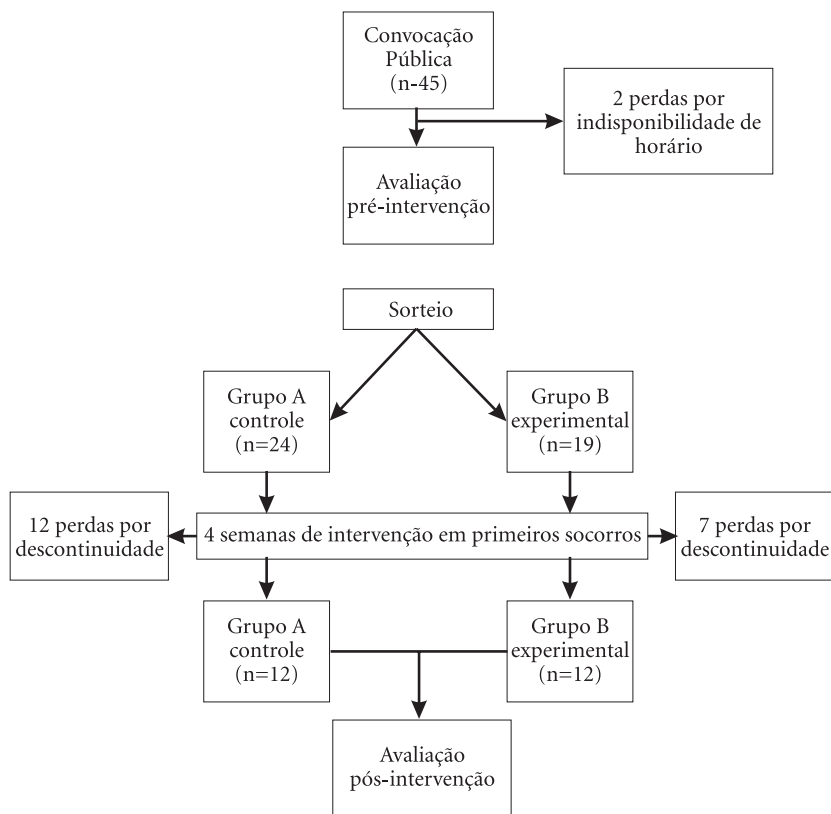 Convocação
Pública
(n-45)
2 perdas por
indisponibilidade de
horário
Avaliação
pré-intervenção
Sorteio
Grupo A
controle
(n=24)
Grupo B
experimental
(n=19)
12 perdas por
descontinuidade
4 semanas de intervenção em primeiros socorros
7 perdas por
descontinuidade
Grupo A
controle
(n=12)
Grupo B
experimental
(n=12)
Avaliação
pós-intervenção